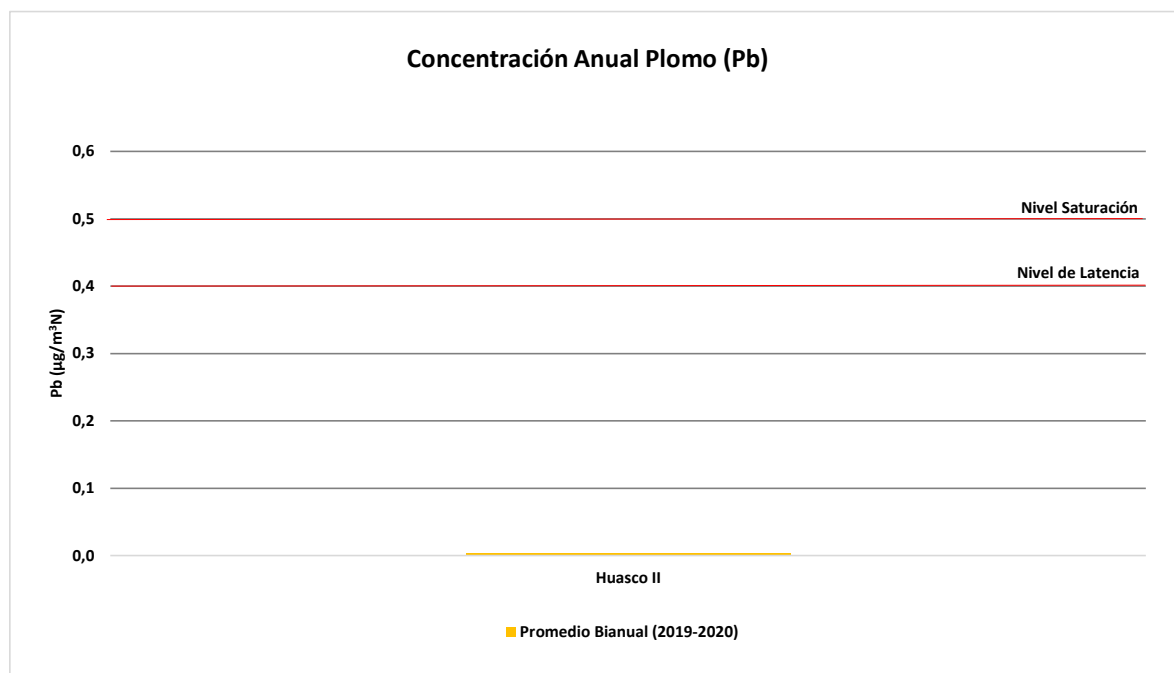 Concentración Anual Plomo (Pb)
Pb (µg/m³N)
0,6
0,5
0,4
0,3
0,2
0,1
0,0
Nivel Saturación
Nivel de Latencia
Huasco II
Promedio Bianual (2019-2020)